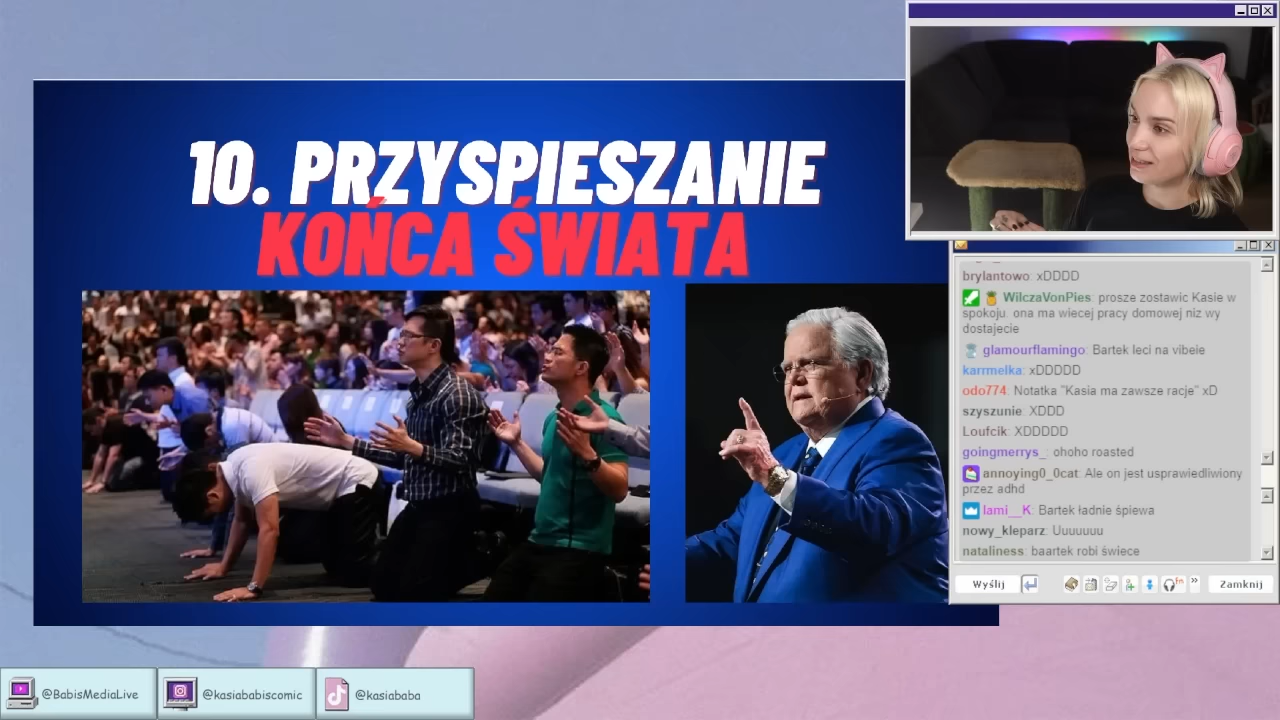 10. PRZYSPIESZANIE
KOŃCA ŚWIATA
brylantowo: xDDDD
WilczaVonPies: prosze zostawic Kasie w
spokoju. ona ma wiecej pracy domowej niz wy
dostajecie
glamourflamingo: Bartek leci na vibeie
karrmelka: xDDDDD
odo774: Notatka "Kasia ma zawsze racje" xD
szyszunie: XDDD
Loufcik: XDDDDD
goingmerrys_: ohoho roasted
annoying0_0cat: Ale on jest usprawiedliwiony
przez adhd
lami__K: Bartek ładnie śpiewa
nowy_kleparz: Uuuuuuu
nataliness: baartek robi świece
Wyślij
fn
Zamknij
@BabisMediaLive
@kasiababiscomic
@kasiababa